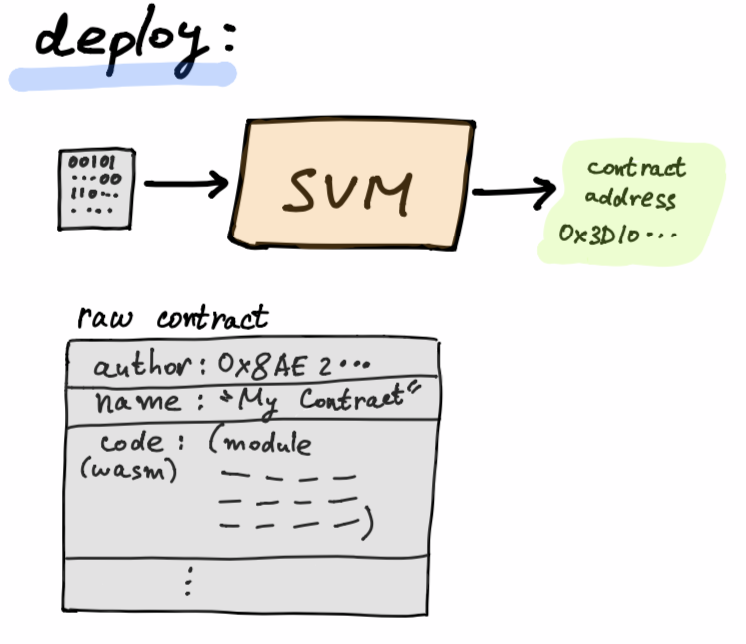 deploy:
00101
...00
110...
....
SVM
contract
address
0x3D10...
raw contract
author: 0x8AE2...
name: "My Contract"
code: (module
(wasm)
)